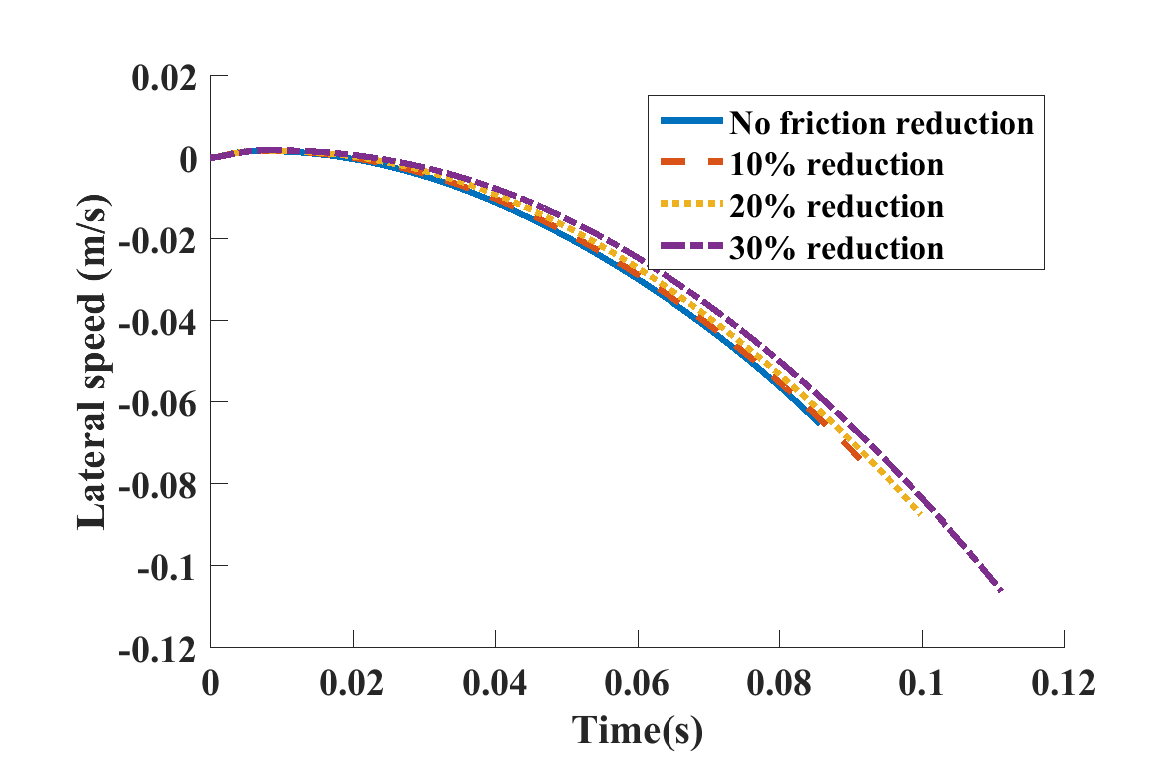 0.02
0
-0.02
-0.04
-0.06
-0.08
-0.1
-0.12
Lateral speed (m/s)
No friction reduction
10% reduction
20% reduction
30% reduction
0 0.02 0.04 0.06 0.08 0.1 0.12
Time(s)